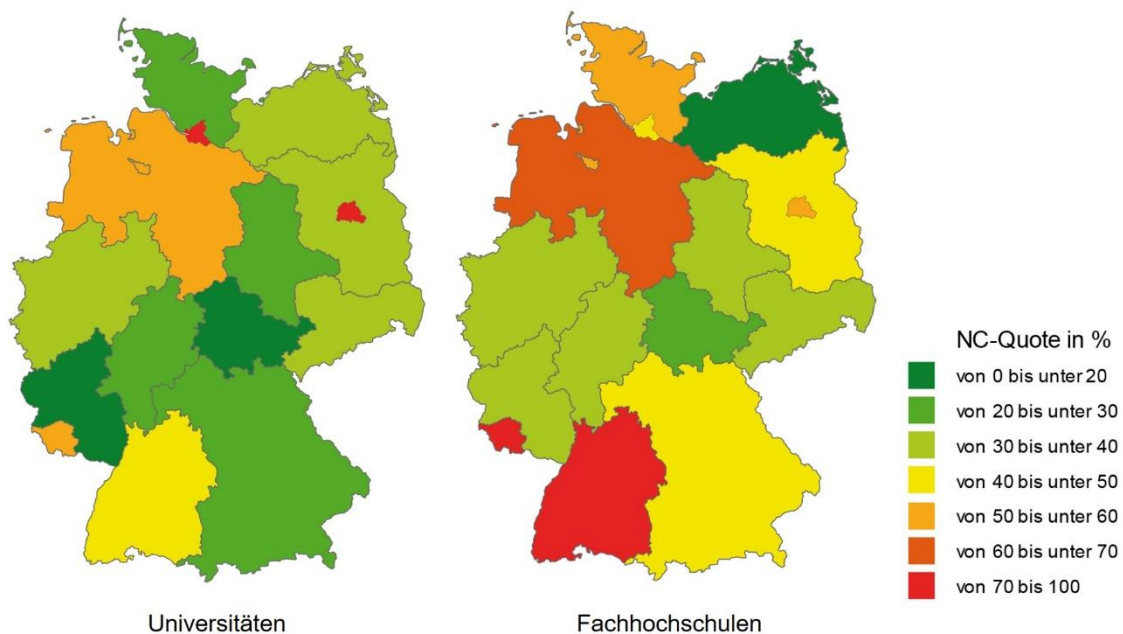 NC-Quote in %
von 0 bis unter 20
von 20 bis unter 30
von 30 bis unter 40
von 40 bis unter 50
von 50 bis unter 60
von 60 bis unter 70
von 70 bis 100
Universitäten
Fachhochschulen